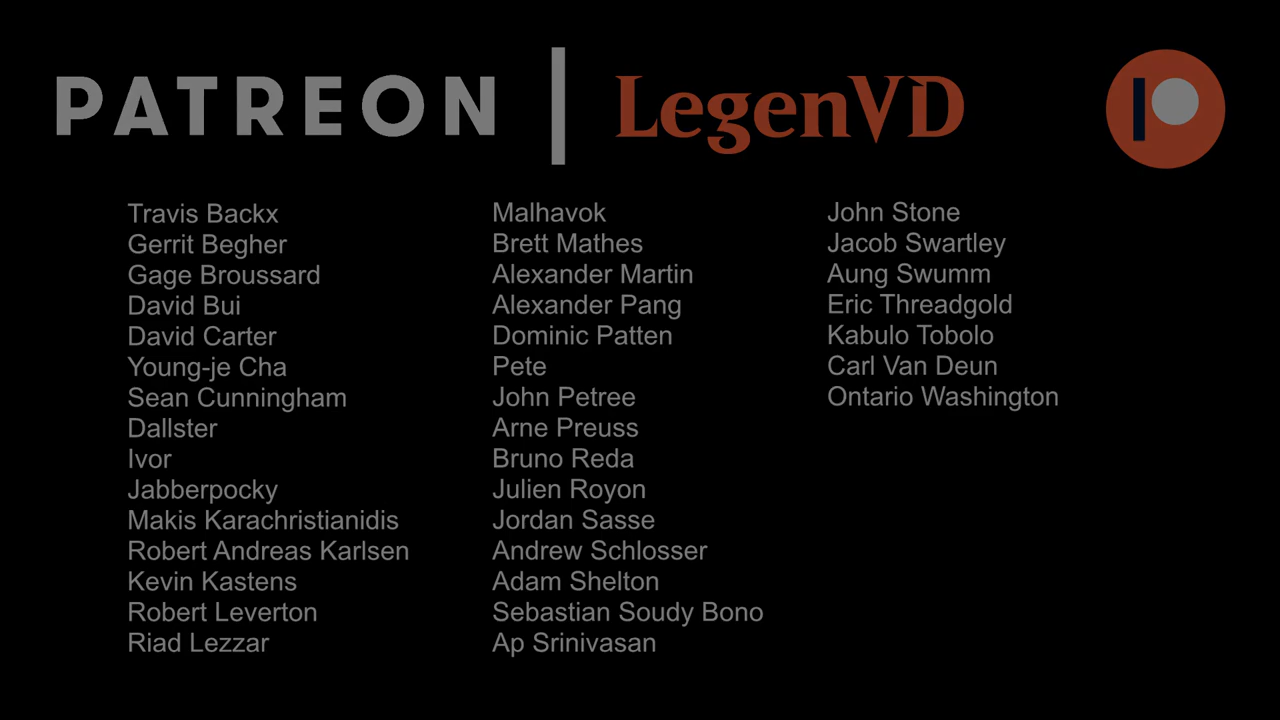 PATREON | LegenVD
Travis Backx
Gerrit Begher
Gage Broussard
David Bui
David Carter
Young-je Cha
Sean Cunningham
Dallster
Ivor
Jabberpocky
Makis Karachristianidis
Robert Andreas Karlsen
Kevin Kastens
Robert Leverton
Riad Lezzar
Malhavok
Brett Mathes
Alexander Martin
Alexander Pang
Dominic Patten
Pete
John Petree
Arne Preuss
Bruno Reda
Julien Royon
Jordan Sasse
Andrew Schlosser
Adam Shelton
Sebastian Soudy Bono
Ap Srinivasan
John Stone
Jacob Swartley
Aung Swumm
Eric Threadgold
Kabulo Tobolo
Carl Van Deun
Ontario Washington